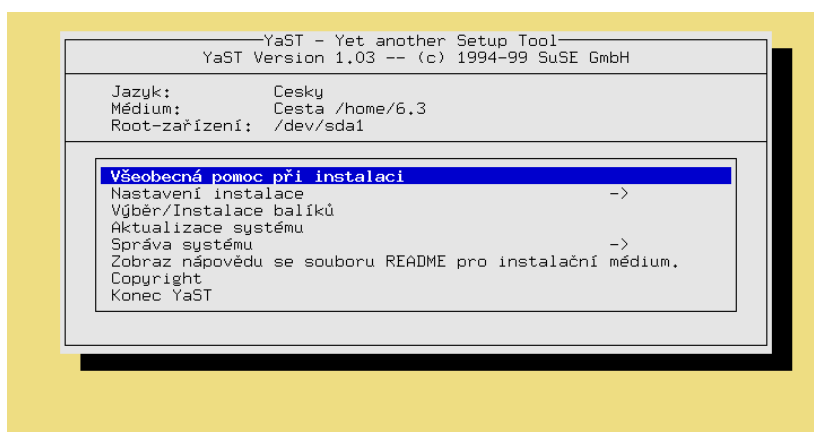 YaST - Yet another Setup Tool
YaST Version 1.03 -- (c) 1994-99 SuSE GmbH
Jazyk: Cesky
Médium: Cesta /home/6.3
Root-zařízení: /dev/sda1
Všeobecná pomoc při instalaci
Nastavení instalace ->
Výběr/Instalace balíků
Aktualizace systému
Správa systému ->
Zobraz nápovědu se souboru README pro instalační médium.
Copyright
Konec YaST